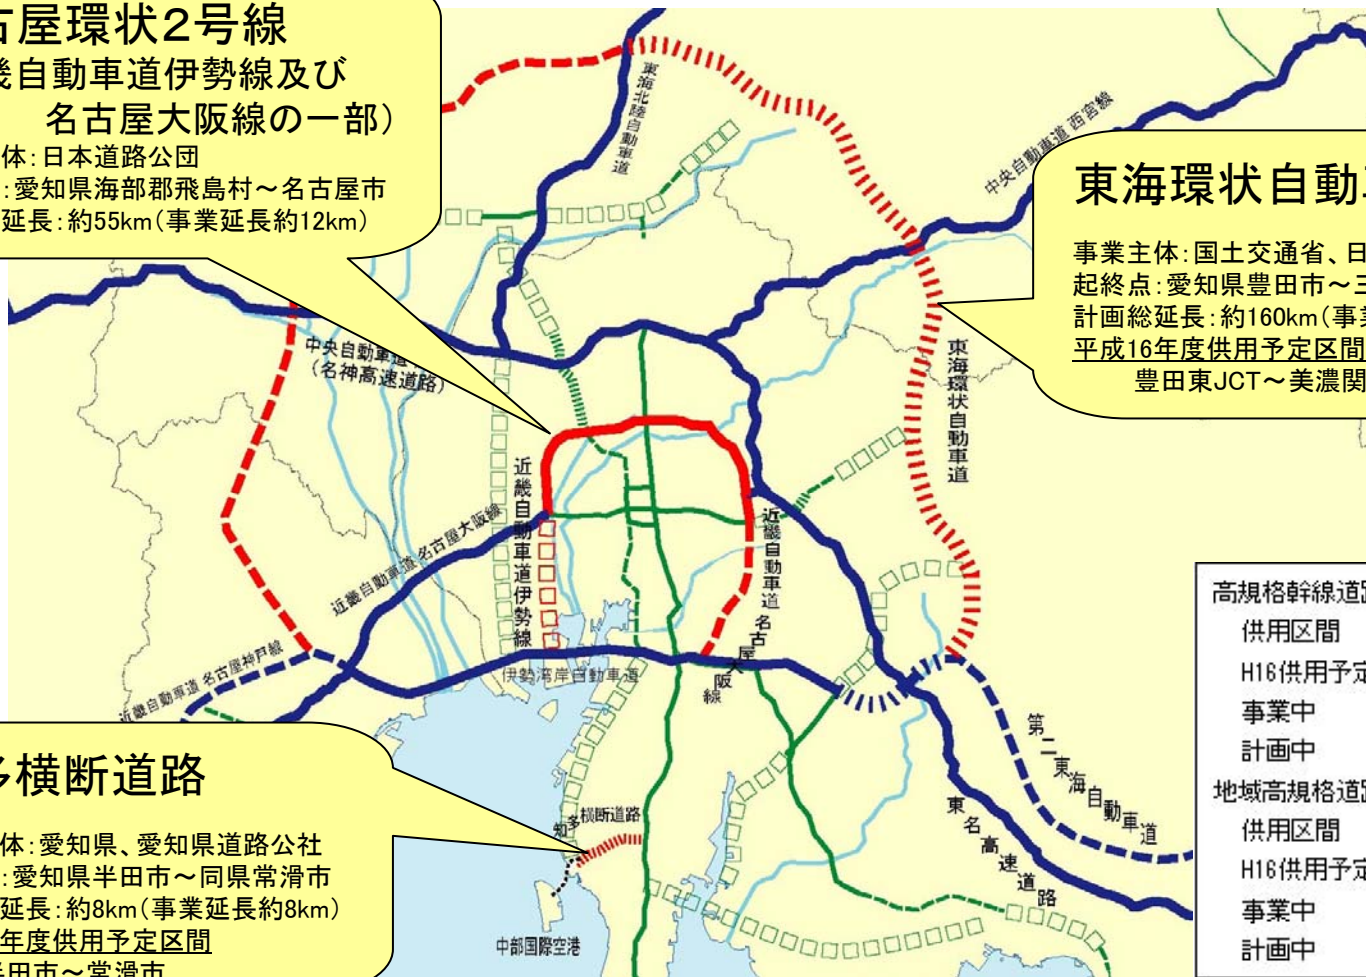 古屋環状2号線
畿自動車道伊勢線及び
名古屋大阪線の一部）
体：日本道路公団
：愛知県海部郡飛島村～名古屋市
延長：約55km（事業延長約12km）
東海北陸自動車道
中央自動車道 西宮線
東海環状自動
事業主体：国土交通省、日
起終点：愛知県豊田市～三
計画総延長：約160km（事業
平成16年度供用予定区間
豊田東JCT～美濃関
中央自動車道
（名神高速道路）
東海環状自動車道
近畿自動車道伊勢線
近畿自動車道 名古屋大阪線
近畿自動車道 名古屋大阪線
近畿自動車道 名古屋神戸線
伊勢湾岸自動車道
高規格幹線道路
供用区間
H16供用予定
事業中
計画中
地域高規格道路
供用区間
H16供用予定
事業中
計画中
第二東海自動車道
東名高速道路
多横断道路
体：愛知県、愛知県道路公社
：愛知県半田市～同県常滑市
延長：約8km（事業延長約8km）
年度供用予定区間
半田市～常滑市
知多横断道路
中部国際空港